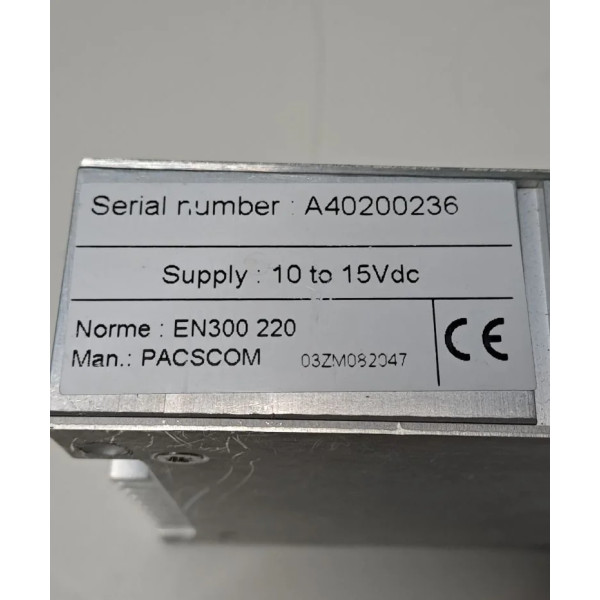 Serial number : A40200236
Supply : 10 to 15Vdc
Norme : EN300 220
Man.: PACSCOM 03ZM082047
CE